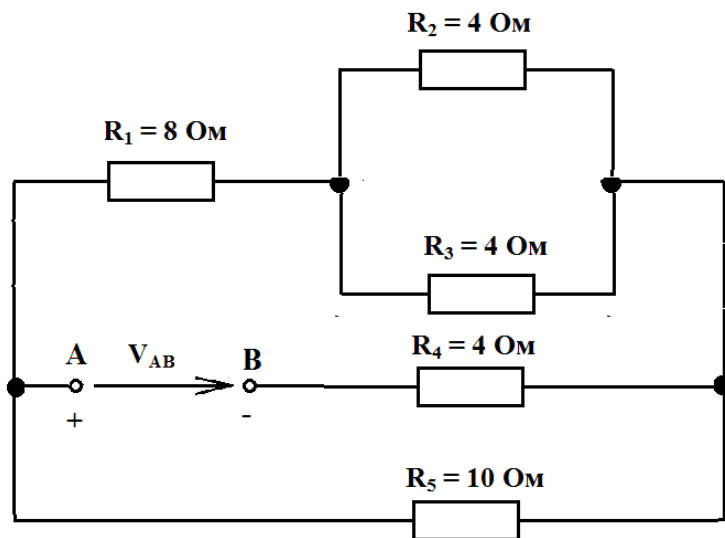 R₂ = 4 Ом
R₁ = 8 Ом
R₃ = 4 Ом
A
V_AB
B
R₄ = 4 Ом
+
-
R₅ = 10 Ом